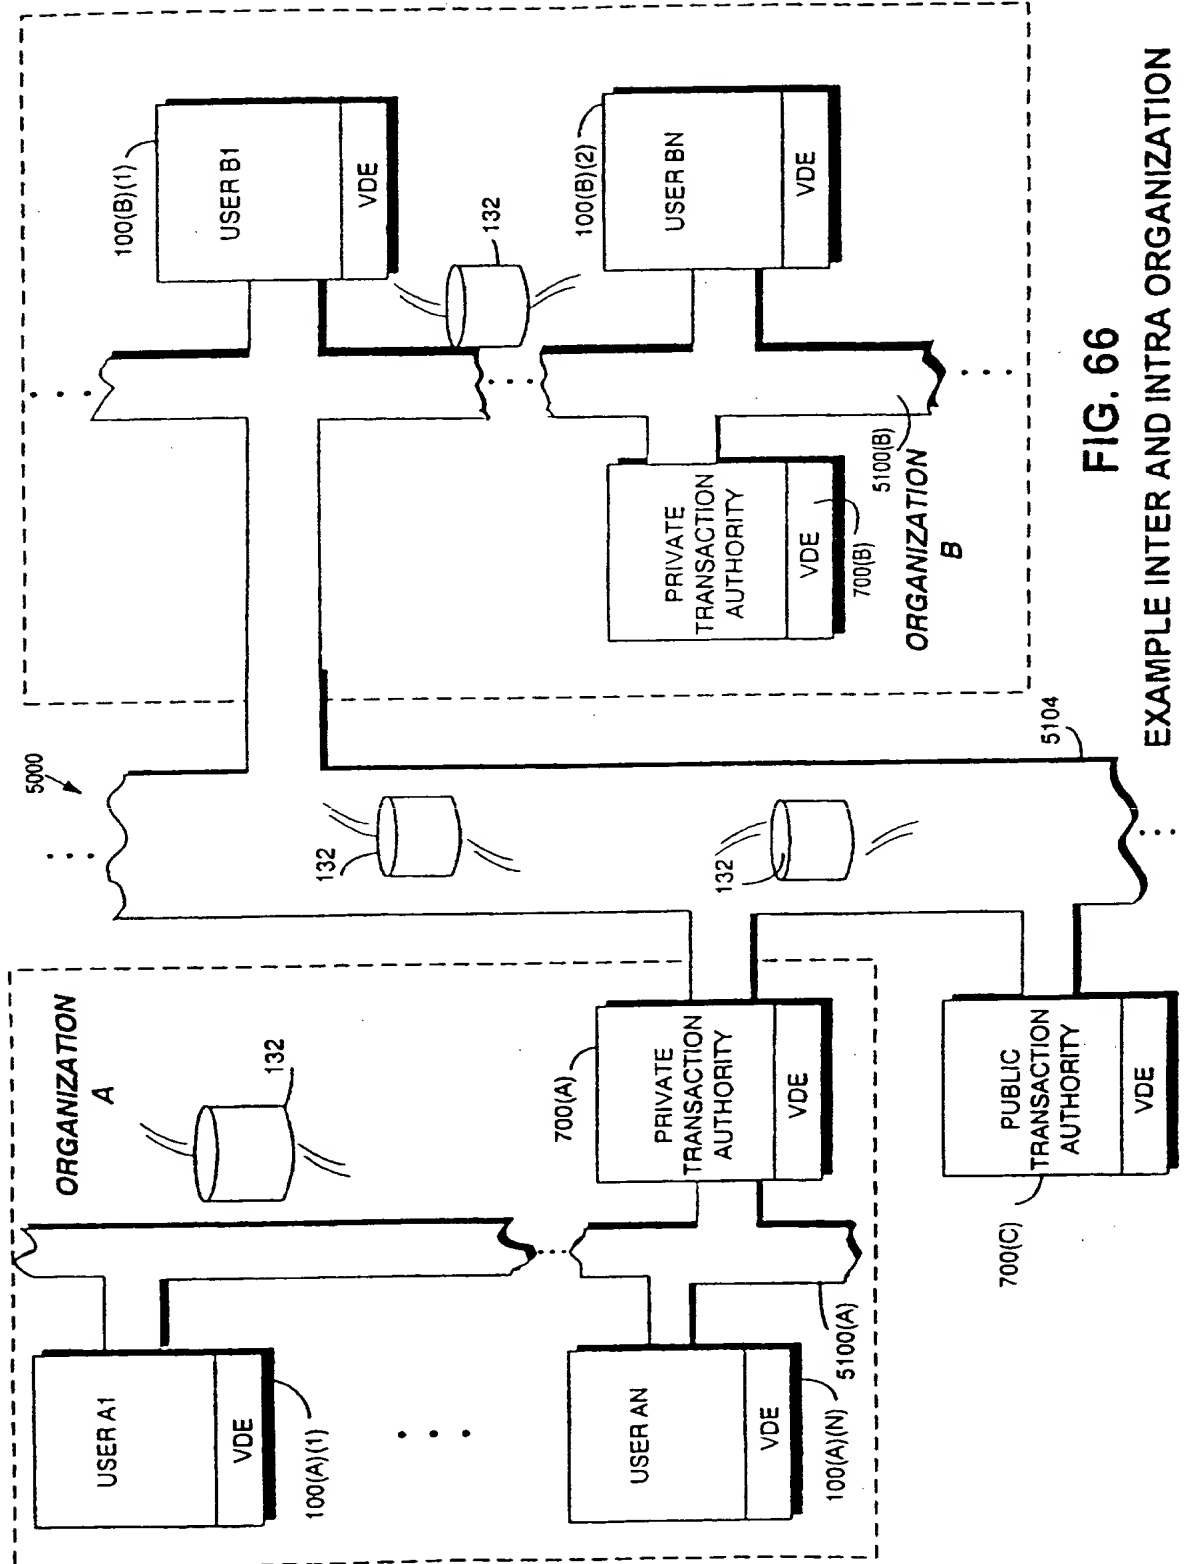 5000
ORGANIZATION
A
132
USER A1
VDE
100(A)(1)
USER AN
VDE
100(A)(N)
5100(A)
700(A)
PRIVATE
TRANSACTION
AUTHORITY
VDE
PUBLIC
TRANSACTION
AUTHORITY
VDE
700(C)
132
132
5104
100(B)(1)
USER B1
VDE
132
100(B)(2)
USER BN
VDE
PRIVATE
TRANSACTION
AUTHORITY
VDE
700(B)
5100(B)
ORGANIZATION
B
FIG. 66
EXAMPLE INTER AND INTRA ORGANIZATION